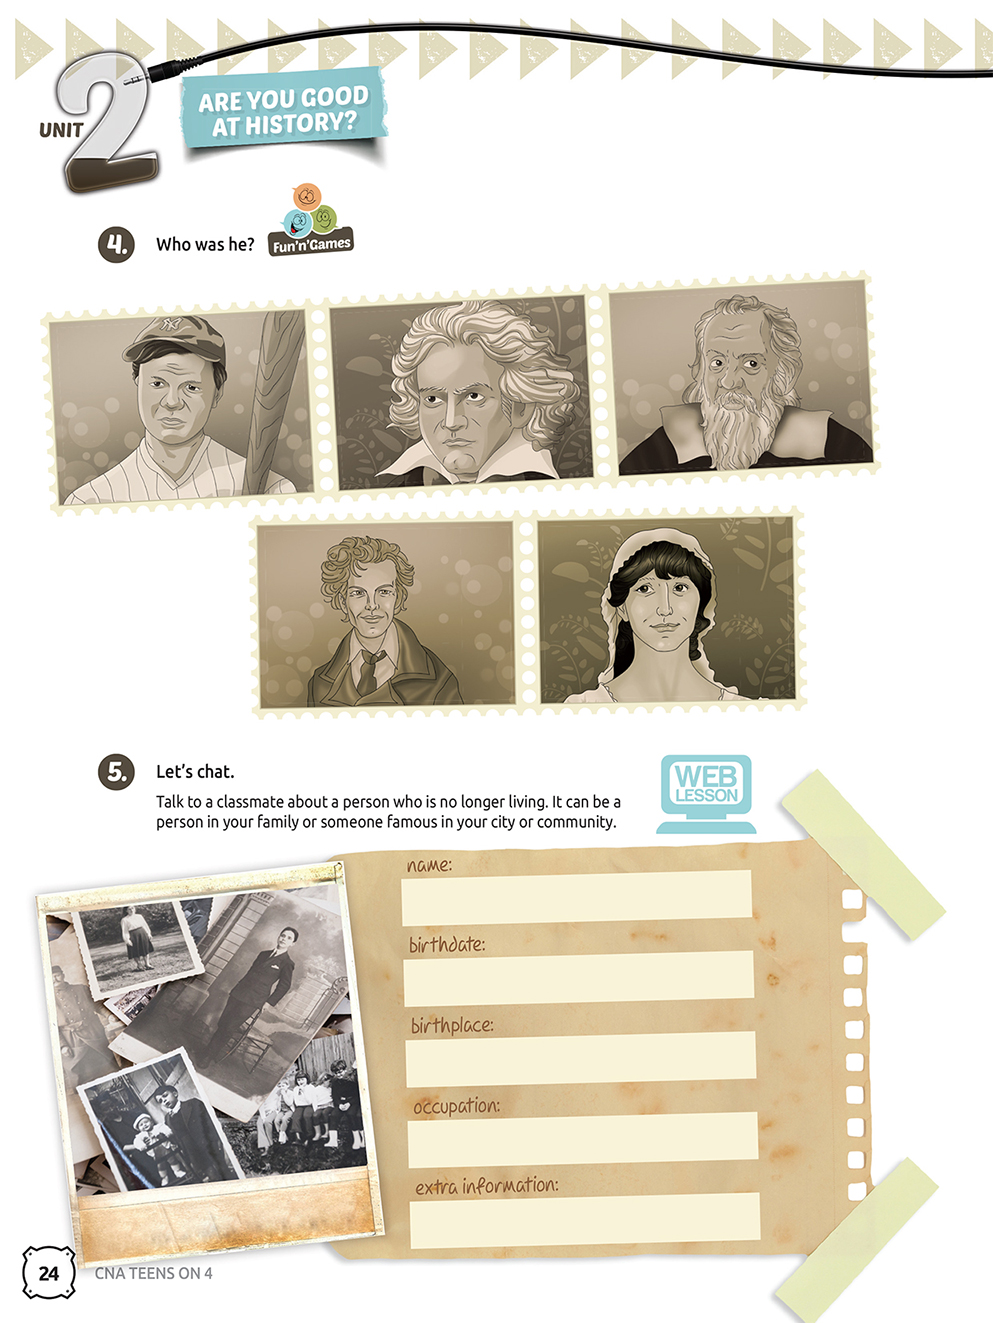 UNIT 2
ARE YOU GOOD
AT HISTORY?
4. Who was he?
Fun'n'Games
NY
5. Let's chat.
Talk to a classmate about a person who is no longer living. It can be a
person in your family or someone famous in your city or community.
WEB
LESSON
name:
birthdate:
birthplace:
occupation:
extra information:
24 CNA TEENS ON 4